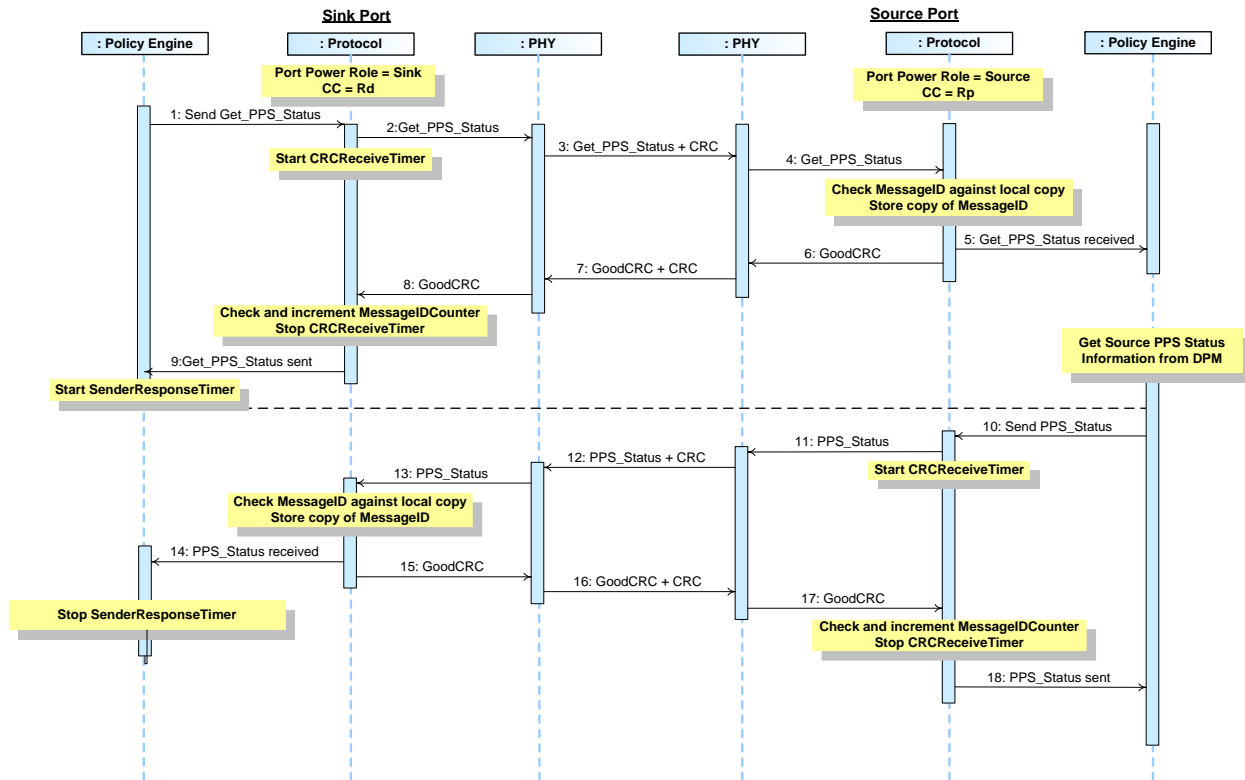 Sink Port
Source Port
: Policy Engine
: Protocol
: PHY
: PHY
: Protocol
: Policy Engine
Port Power Role = Sink
CC = Rd
Port Power Role = Source
CC = Rp
1: Send Get_PPS_Status
2:Get_PPS_Status
Start CRCReceiveTimer
3: Get_PPS_Status + CRC
4: Get_PPS_Status
Check MessageID against local copy
Store copy of MessageID
5: Get_PPS_Status received
6: GoodCRC
7: GoodCRC + CRC
8: GoodCRC
Check and increment MessageIDCounter
Stop CRCReceiveTimer
9:Get_PPS_Status sent
Start SenderResponseTimer
Get Source PPS Status
Information from DPM
10: Send PPS_Status
11: PPS_Status
Start CRCReceiveTimer
12: PPS_Status + CRC
13: PPS_Status
Check MessageID against local copy
Store copy of MessageID
14: PPS_Status received
15: GoodCRC
16: GoodCRC + CRC
17: GoodCRC
Stop SenderResponseTimer
Check and increment MessageIDCounter
Stop CRCReceiveTimer
18: PPS_Status sent